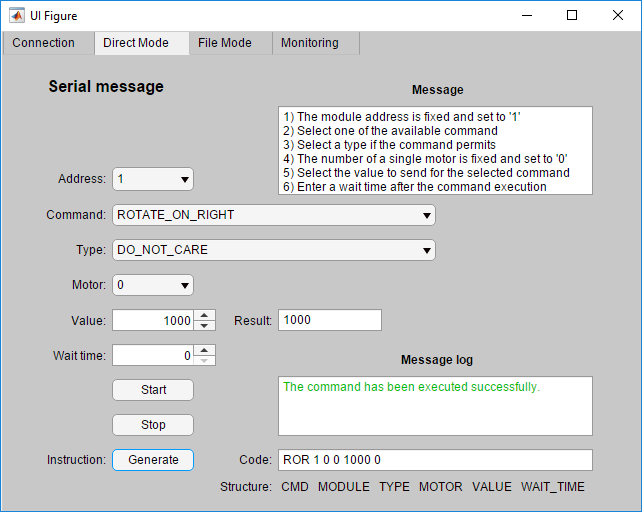 UI Figure
Connection Direct Mode File Mode Monitoring
Serial message
Message
1) The module address is fixed and set to '1'
2) Select one of the available command
3) Select a type if the command permits
4) The number of a single motor is fixed and set to '0'
5) Select the value to send for the selected command
6) Enter a wait time after the command execution
Address: 1
Command: ROTATE_ON_RIGHT
Type: DO_NOT_CARE
Motor: 0
Value: 1000 Result: 1000
Wait time: 0
Message log
Start
The command has been executed successfully.
Stop
Instruction: Generate Code: ROR 1 0 0 1000 0
Structure: CMD MODULE TYPE MOTOR VALUE WAIT_TIME